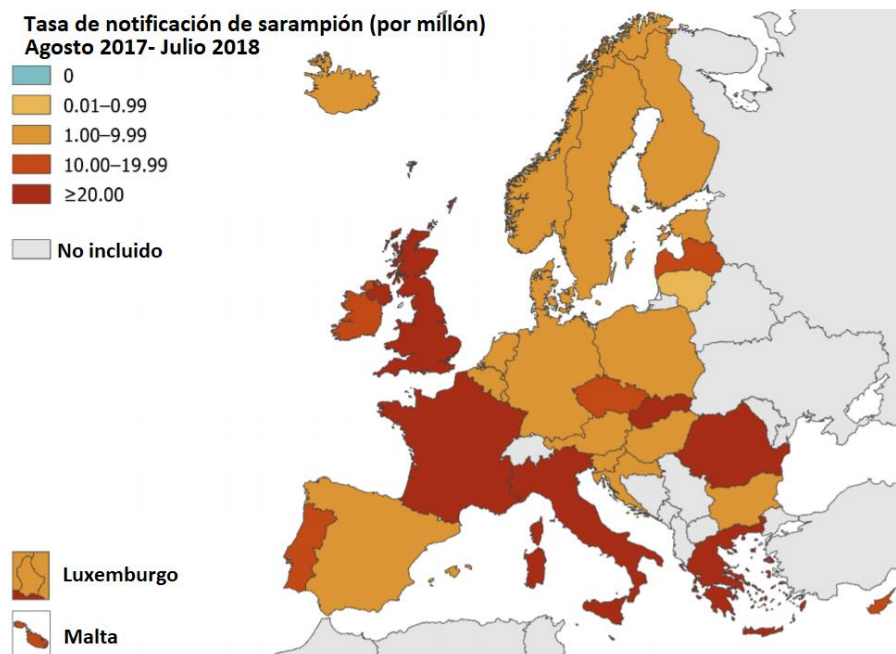 Tasa de notificación de sarampión (por millón)
Agosto 2017- Julio 2018
0
0.01–0.99
1.00–9.99
10.00–19.99
≥20.00
No incluido
Luxemburgo
Malta